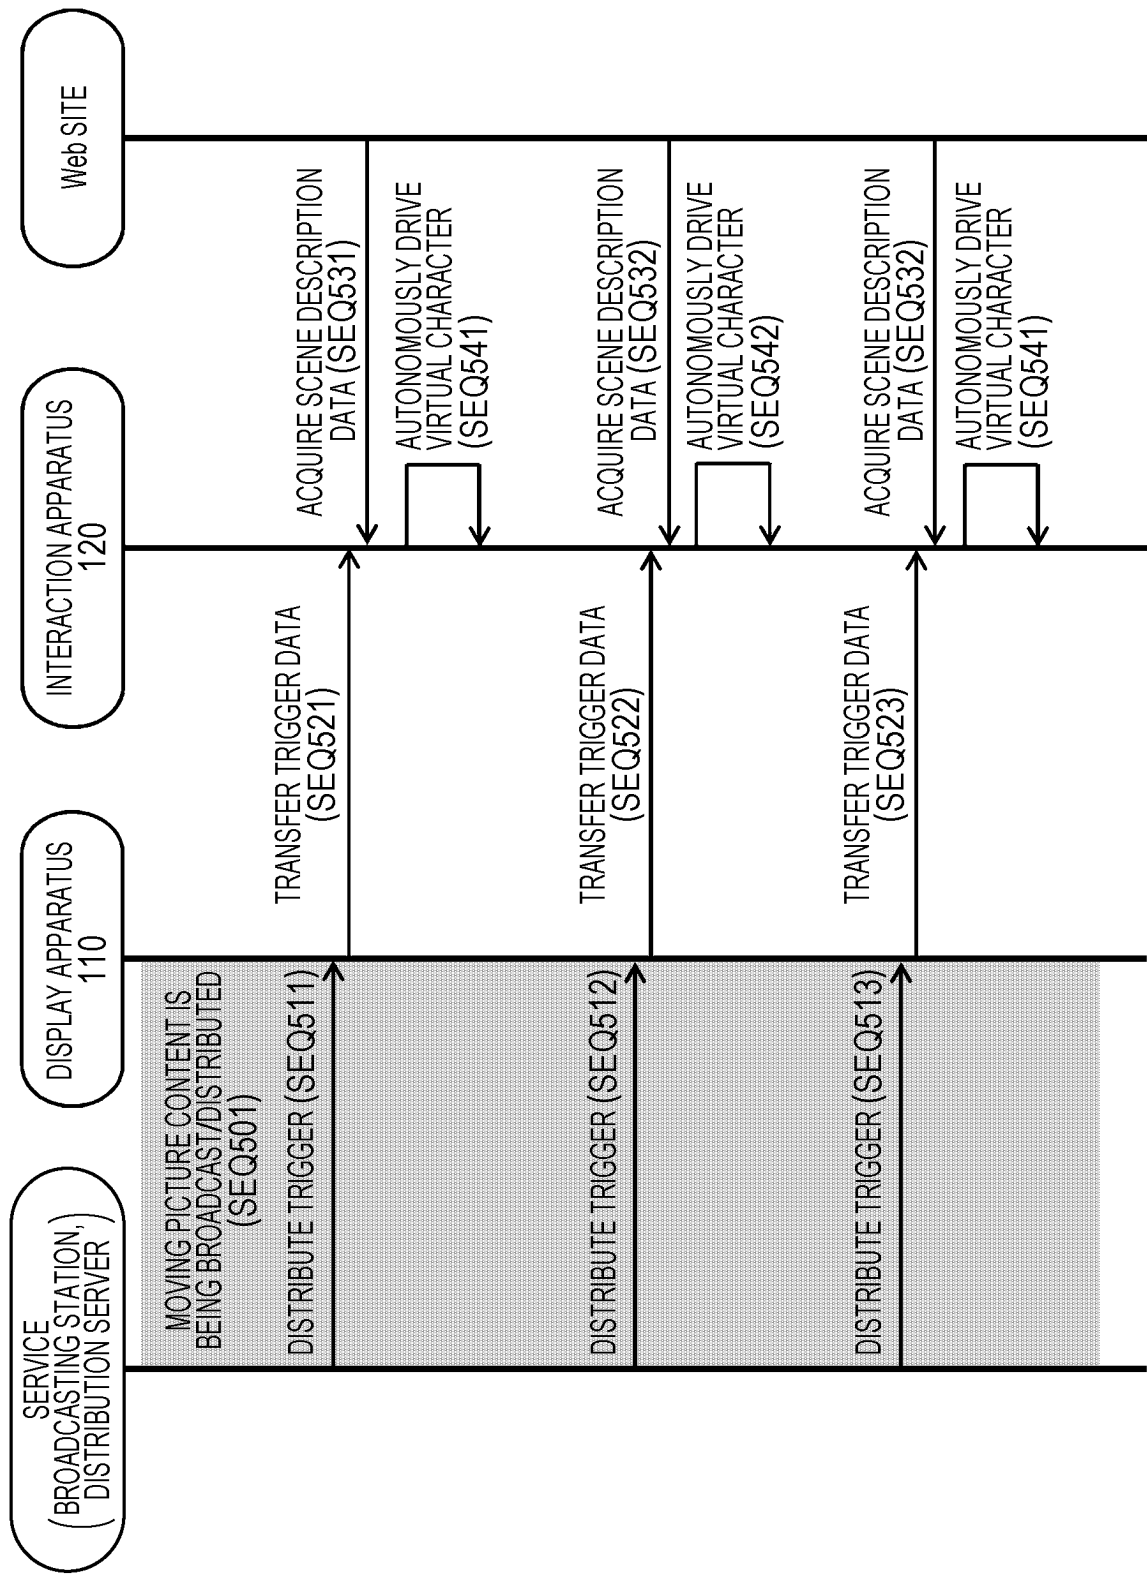 SERVICE
(BROADCASTING STATION,
DISTRIBUTION SERVER)
DISPLAY APPARATUS
110
INTERACTION APPARATUS
120
Web SITE
MOVING PICTURE CONTENT IS
BEING BROADCAST/DISTRIBUTED
(SEQ501)
DISTRIBUTE TRIGGER (SEQ511)
TRANSFER TRIGGER DATA
(SEQ521)
ACQUIRE SCENE DESCRIPTION
DATA (SEQ531)
AUTONOMOUSLY DRIVE
VIRTUAL CHARACTER
(SEQ541)
DISTRIBUTE TRIGGER (SEQ512)
TRANSFER TRIGGER DATA
(SEQ522)
ACQUIRE SCENE DESCRIPTION
DATA (SEQ532)
AUTONOMOUSLY DRIVE
VIRTUAL CHARACTER
(SEQ542)
DISTRIBUTE TRIGGER (SEQ513)
TRANSFER TRIGGER DATA
(SEQ523)
ACQUIRE SCENE DESCRIPTION
DATA (SEQ532)
AUTONOMOUSLY DRIVE
VIRTUAL CHARACTER
(SEQ541)